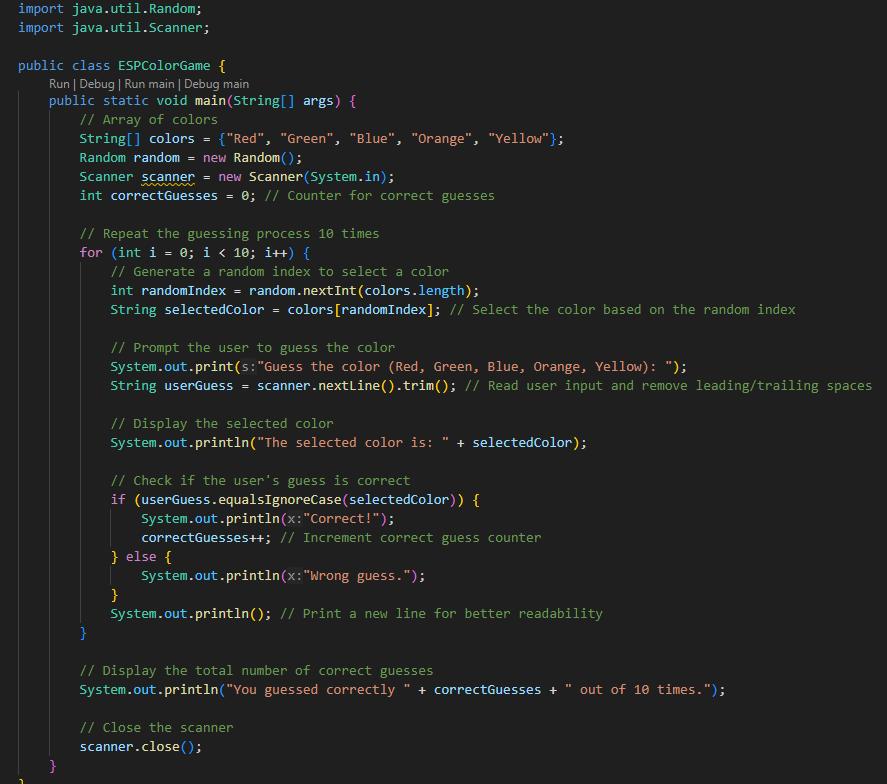 import java.util.Random;
import java.util.Scanner;
public class ESPColorGame {
Run | Debug | Run main | Debug main
public static void main(String[] args) {
// Array of colors
String[] colors = {"Red", "Green", "Blue", "Orange", "Yellow"};
Random random = new Random();
Scanner scanner = new Scanner(System.in);
int correctGuesses = 0; // Counter for correct guesses
// Repeat the guessing process 10 times
for (int i = 0; i < 10; i++) {
// Generate a random index to select a color
int randomIndex = random.nextInt(colors.length);
String selectedColor = colors[randomIndex]; // Select the color based on the random index
// Prompt the user to guess the color
System.out.print(s:"Guess the color (Red, Green, Blue, Orange, Yellow): ");
String userGuess = scanner.nextLine().trim(); // Read user input and remove leading/trailing spaces
// Display the selected color
System.out.println("The selected color is: " + selectedColor);
// Check if the user's guess is correct
if (userGuess.equalsIgnoreCase(selectedColor)) {
System.out.println(x:"Correct!");
correctGuesses++; // Increment correct guess counter
} else {
System.out.println(x:"Wrong guess.");
}
System.out.println(); // Print a new line for better readability
}
// Display the total number of correct guesses
System.out.println("You guessed correctly " + correctGuesses + " out of 10 times.");
// Close the scanner
scanner.close();
}
}